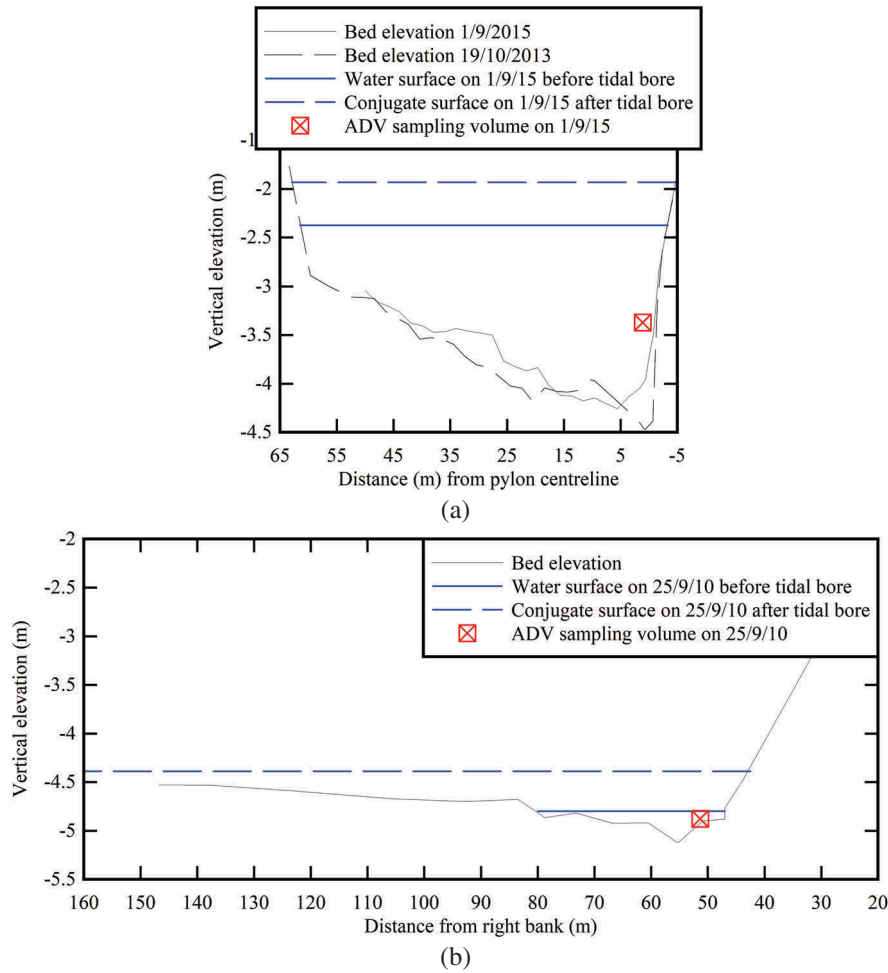 Bed elevation 1/9/2015
Bed elevation 19/10/2013
Water surface on 1/9/15 before tidal bore
Conjugate surface on 1/9/15 after tidal bore
ADV sampling volume on 1/9/15
-2
-2.5
-3
-3.5
-4
-4.5
Vertical elevation (m)
65 55 45 35 25 15 5 -5
Distance (m) from pylon centreline
(a)
Bed elevation
Water surface on 25/9/10 before tidal bore
Conjugate surface on 25/9/10 after tidal bore
ADV sampling volume on 25/9/10
-2
-2.5
-3
-3.5
-4
-4.5
-5
-5.5
Vertical elevation (m)
160 150 140 130 120 110 100 90 80 70 60 50 40 30 20
Distance from right bank (m)
(b)